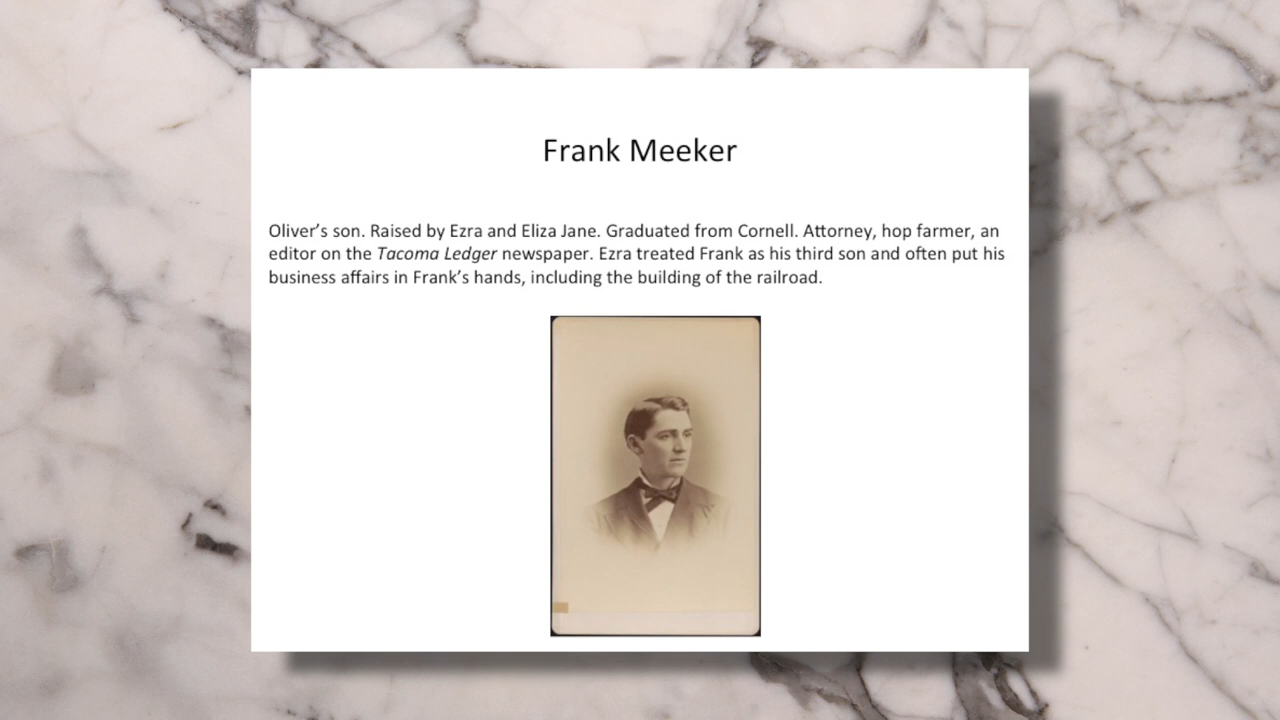 Frank Meeker
Oliver’s son. Raised by Ezra and Eliza Jane. Graduated from Cornell. Attorney, hop farmer, an
editor on the Tacoma Ledger newspaper. Ezra treated Frank as his third son and often put his
business affairs in Frank’s hands, including the building of the railroad.